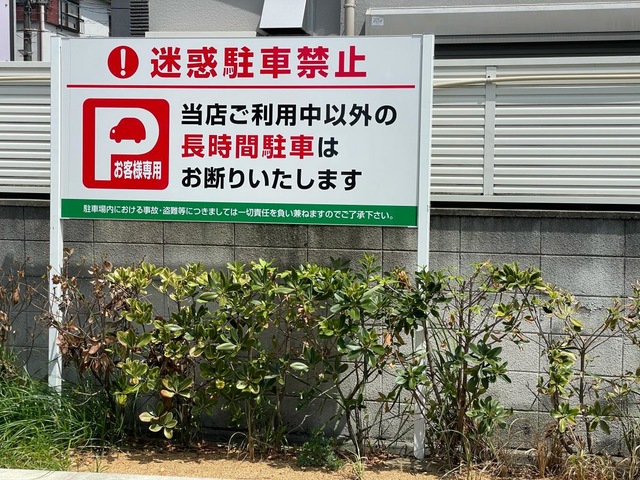 迷惑駐車禁止
P
お客様専用
当店ご利用中以外の
長時間駐車は
お断りいたします
駐車場内における事故・盗難等につきましては一切責任を負い兼ねますのでご了承下さい。